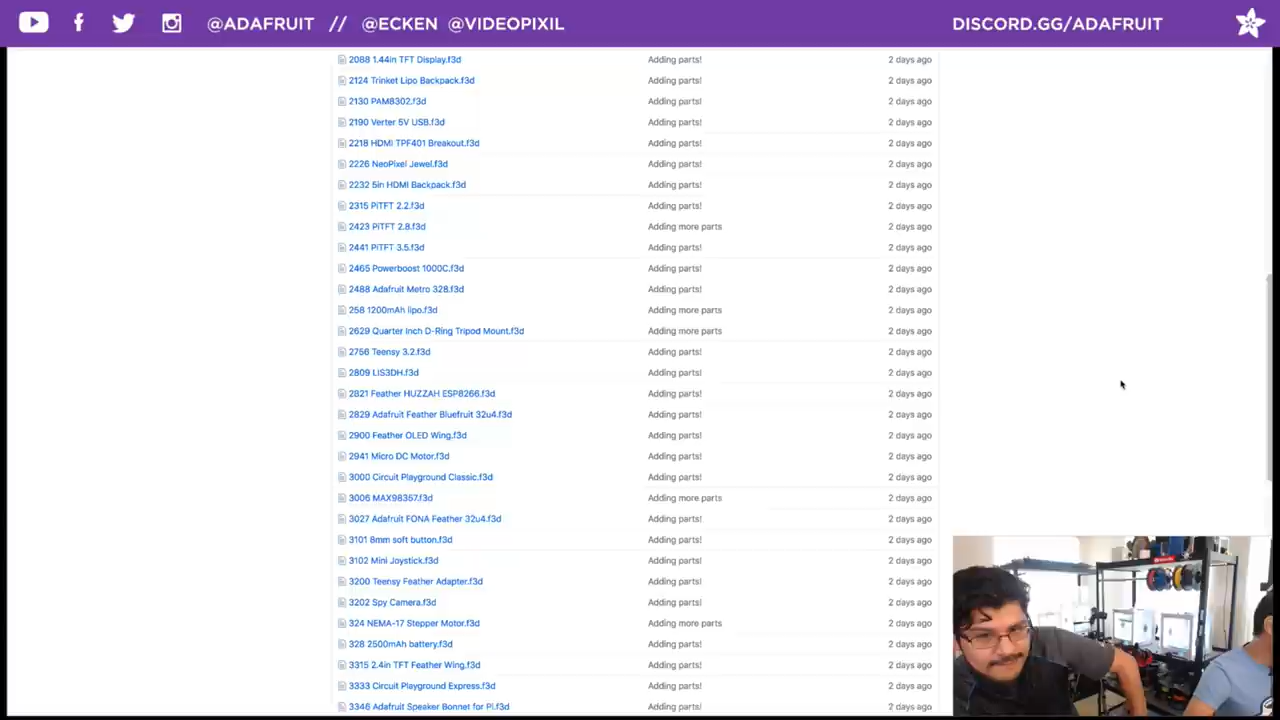 @ADAFRUIT // @ECKEN @VIDEOPIXIL DISCORD.GG/ADAFRUIT
2088 1.44in TFT Display.f3d Adding parts! 2 days ago
2124 Trinket Lipo Backpack.f3d Adding parts! 2 days ago
2130 PAM8302.f3d Adding parts! 2 days ago
2190 Verter 5V USB.f3d Adding parts! 2 days ago
2218 HDMI TPF401 Breakout.f3d Adding parts! 2 days ago
2226 NeoPixel Jewel.f3d Adding parts! 2 days ago
2232 5in HDMI Backpack.f3d Adding parts! 2 days ago
2315 PiTFT 2.2.f3d Adding parts! 2 days ago
2423 PiTFT 2.8.f3d Adding more parts 2 days ago
2441 PiTFT 3.5.f3d Adding parts! 2 days ago
2465 Powerboost 1000C.f3d Adding parts! 2 days ago
2488 Adafruit Metro 328.f3d Adding parts! 2 days ago
258 1200mAh lipo.f3d Adding more parts 2 days ago
2629 Quarter Inch D-Ring Tripod Mount.f3d Adding more parts 2 days ago
2756 Teensy 3.2.f3d Adding parts! 2 days ago
2809 LIS3DH.f3d Adding parts! 2 days ago
2821 Feather HUZZAH ESP8266.f3d Adding parts! 2 days ago
2829 Adafruit Feather Bluefruit 32u4.f3d Adding parts! 2 days ago
2900 Feather OLED Wing.f3d Adding parts! 2 days ago
2941 Micro DC Motor.f3d Adding parts! 2 days ago
3000 Circuit Playground Classic.f3d Adding parts! 2 days ago
3006 MAX98357.f3d Adding more parts 2 days ago
3027 Adafruit FONA Feather 32u4.f3d Adding parts! 2 days ago
3101 8mm soft button.f3d Adding parts! 2 days ago
3102 Mini Joystick.f3d Adding parts! 2 days ago
3200 Teensy Feather Adapter.f3d Adding parts! 2 days ago
3202 Spy Camera.f3d Adding parts! 2 days ago
324 NEMA-17 Stepper Motor.f3d Adding more parts 2 days ago
328 2500mAh battery.f3d Adding parts! 2 days ago
3315 2.4in TFT Feather Wing.f3d Adding parts! 2 days ago
3333 Circuit Playground Express.f3d Adding parts! 2 days ago
3346 Adafruit Speaker Bonnet for Pi.f3d Adding parts! 2 days ago